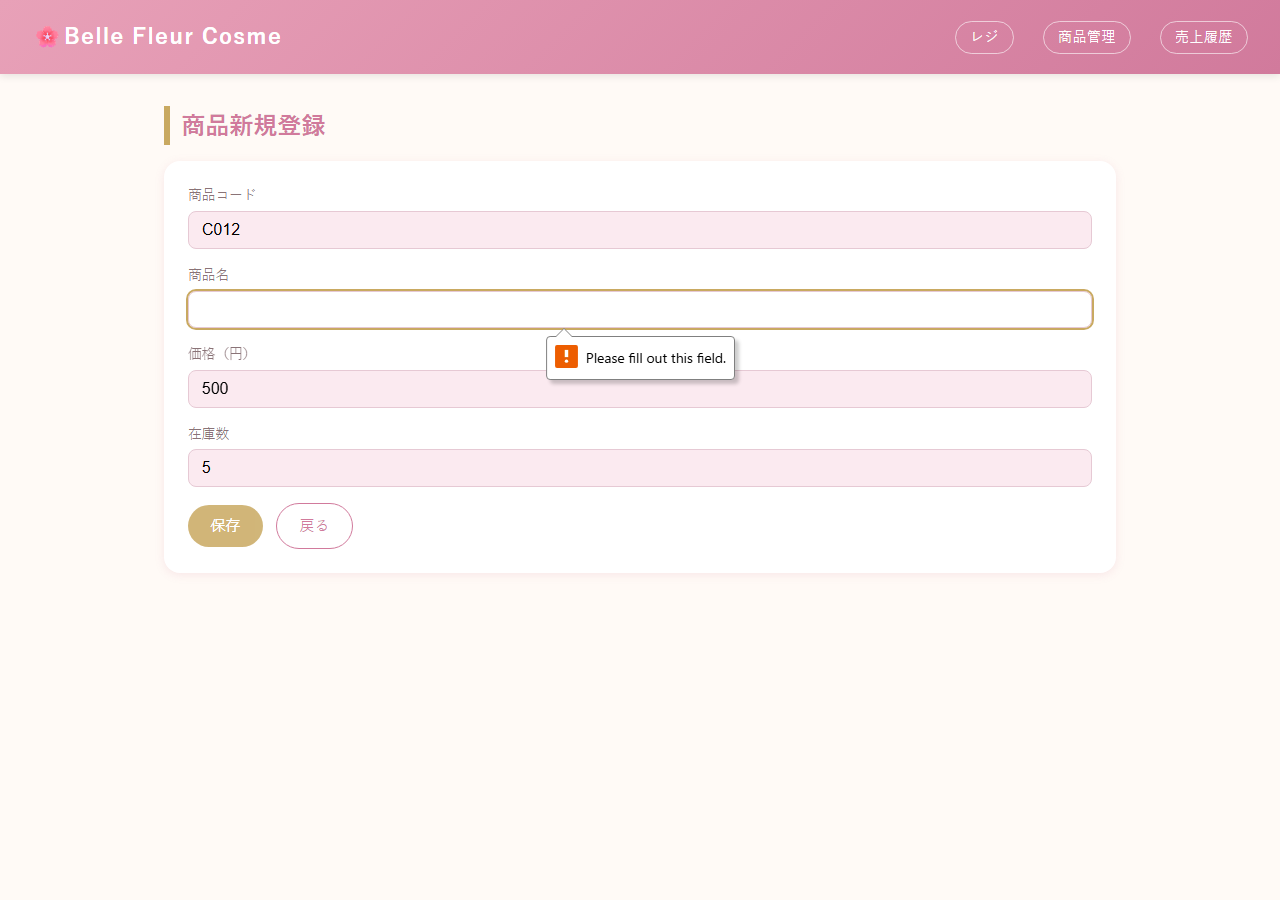 🌸 Belle Fleur Cosme
レジ 商品管理 売上履歴
商品新規登録
商品コード
C012
商品名
Please fill out this field.
価格（円）
500
在庫数
5
保存 戻る